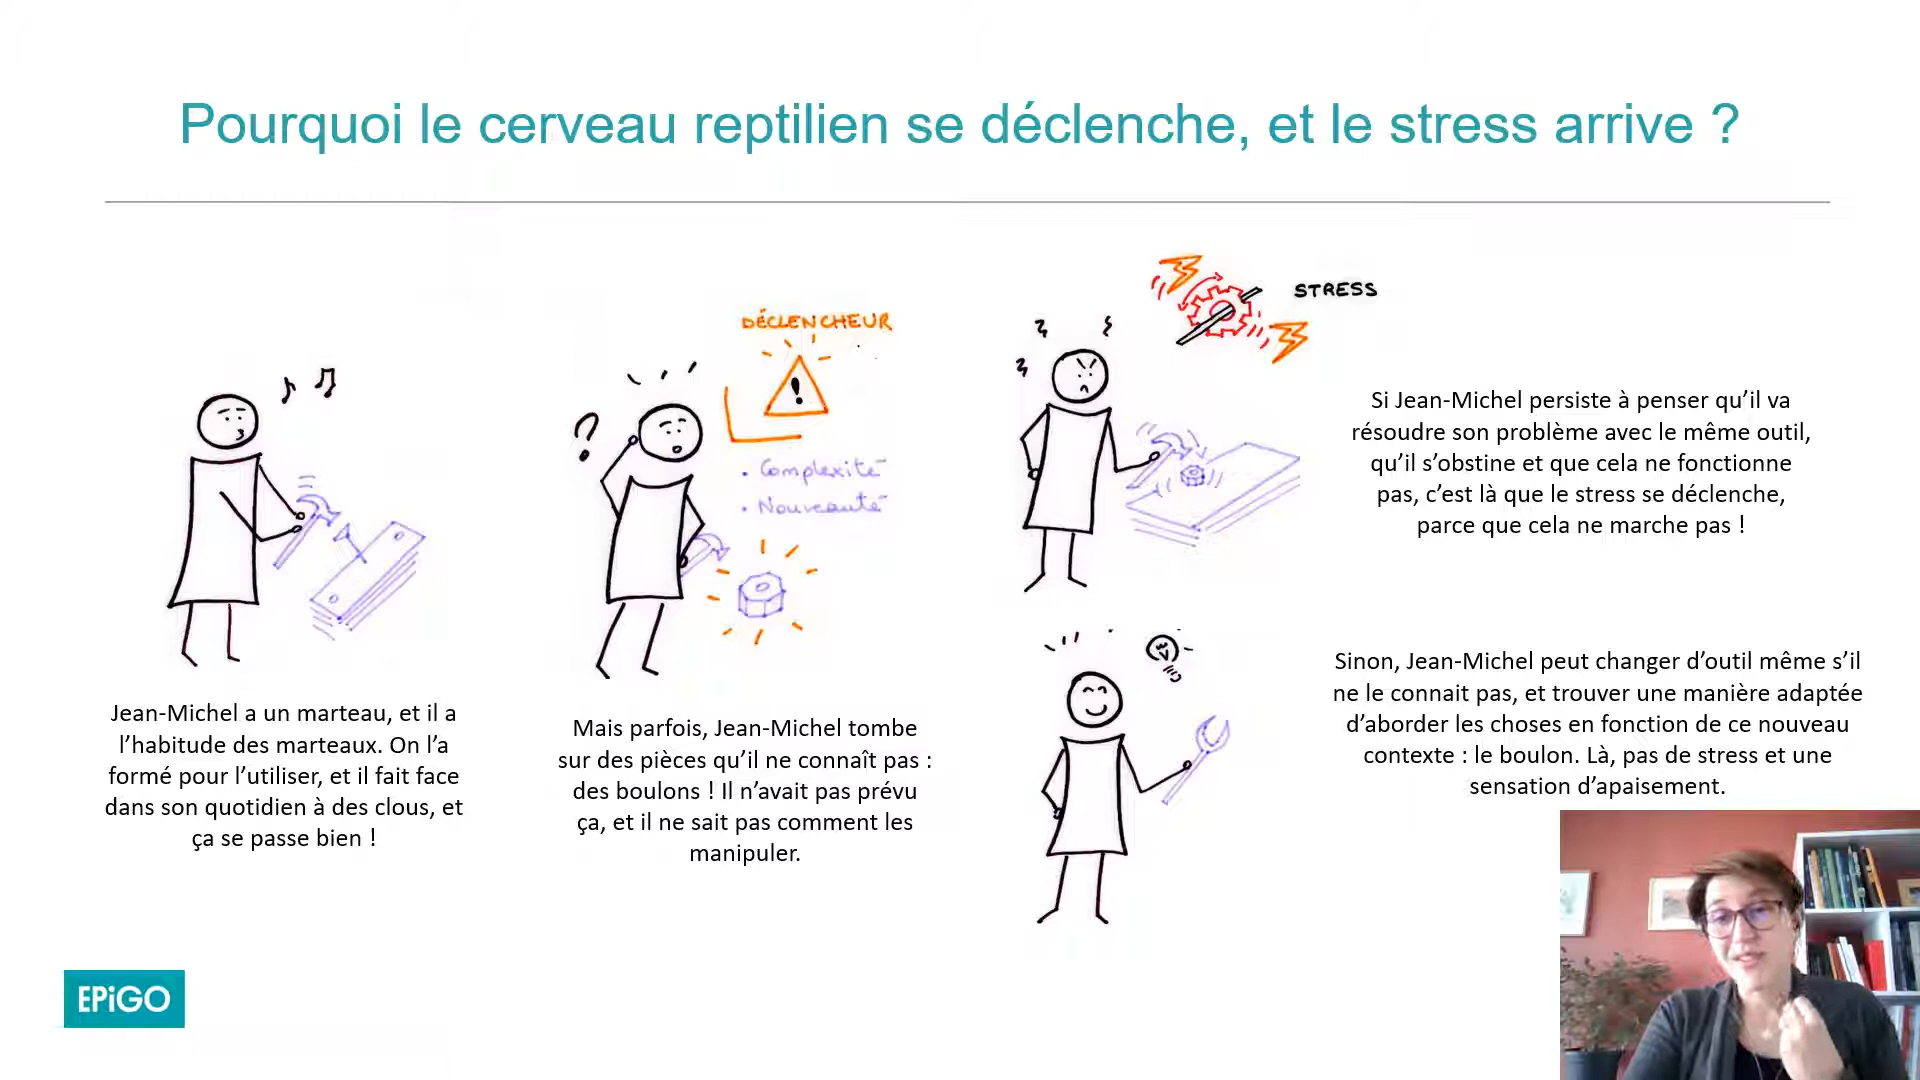 Pourquoi le cerveau reptilien se déclenche, et le stress arrive ?
Jean-Michel a un marteau, et il a
l’habitude des marteaux. On l’a
formé pour l’utiliser, et il fait face
dans son quotidien à des clous, et
ça se passe bien !
DÉCLENCHEUR
!
?
• Complexité
• Nouveauté
Mais parfois, Jean-Michel tombe
sur des pièces qu’il ne connaît pas :
des boulons ! Il n’avait pas prévu
ça, et il ne sait pas comment les
manipuler.
STRESS
Si Jean-Michel persiste à penser qu’il va
résoudre son problème avec le même outil,
qu’il s’obstine et que cela ne fonctionne
pas, c’est là que le stress se déclenche,
parce que cela ne marche pas !
Sinon, Jean-Michel peut changer d’outil même s’il
ne le connait pas, et trouver une manière adaptée
d’aborder les choses en fonction de ce nouveau
contexte : le boulon. Là, pas de stress et une
sensation d’apaisement.
EPiGO